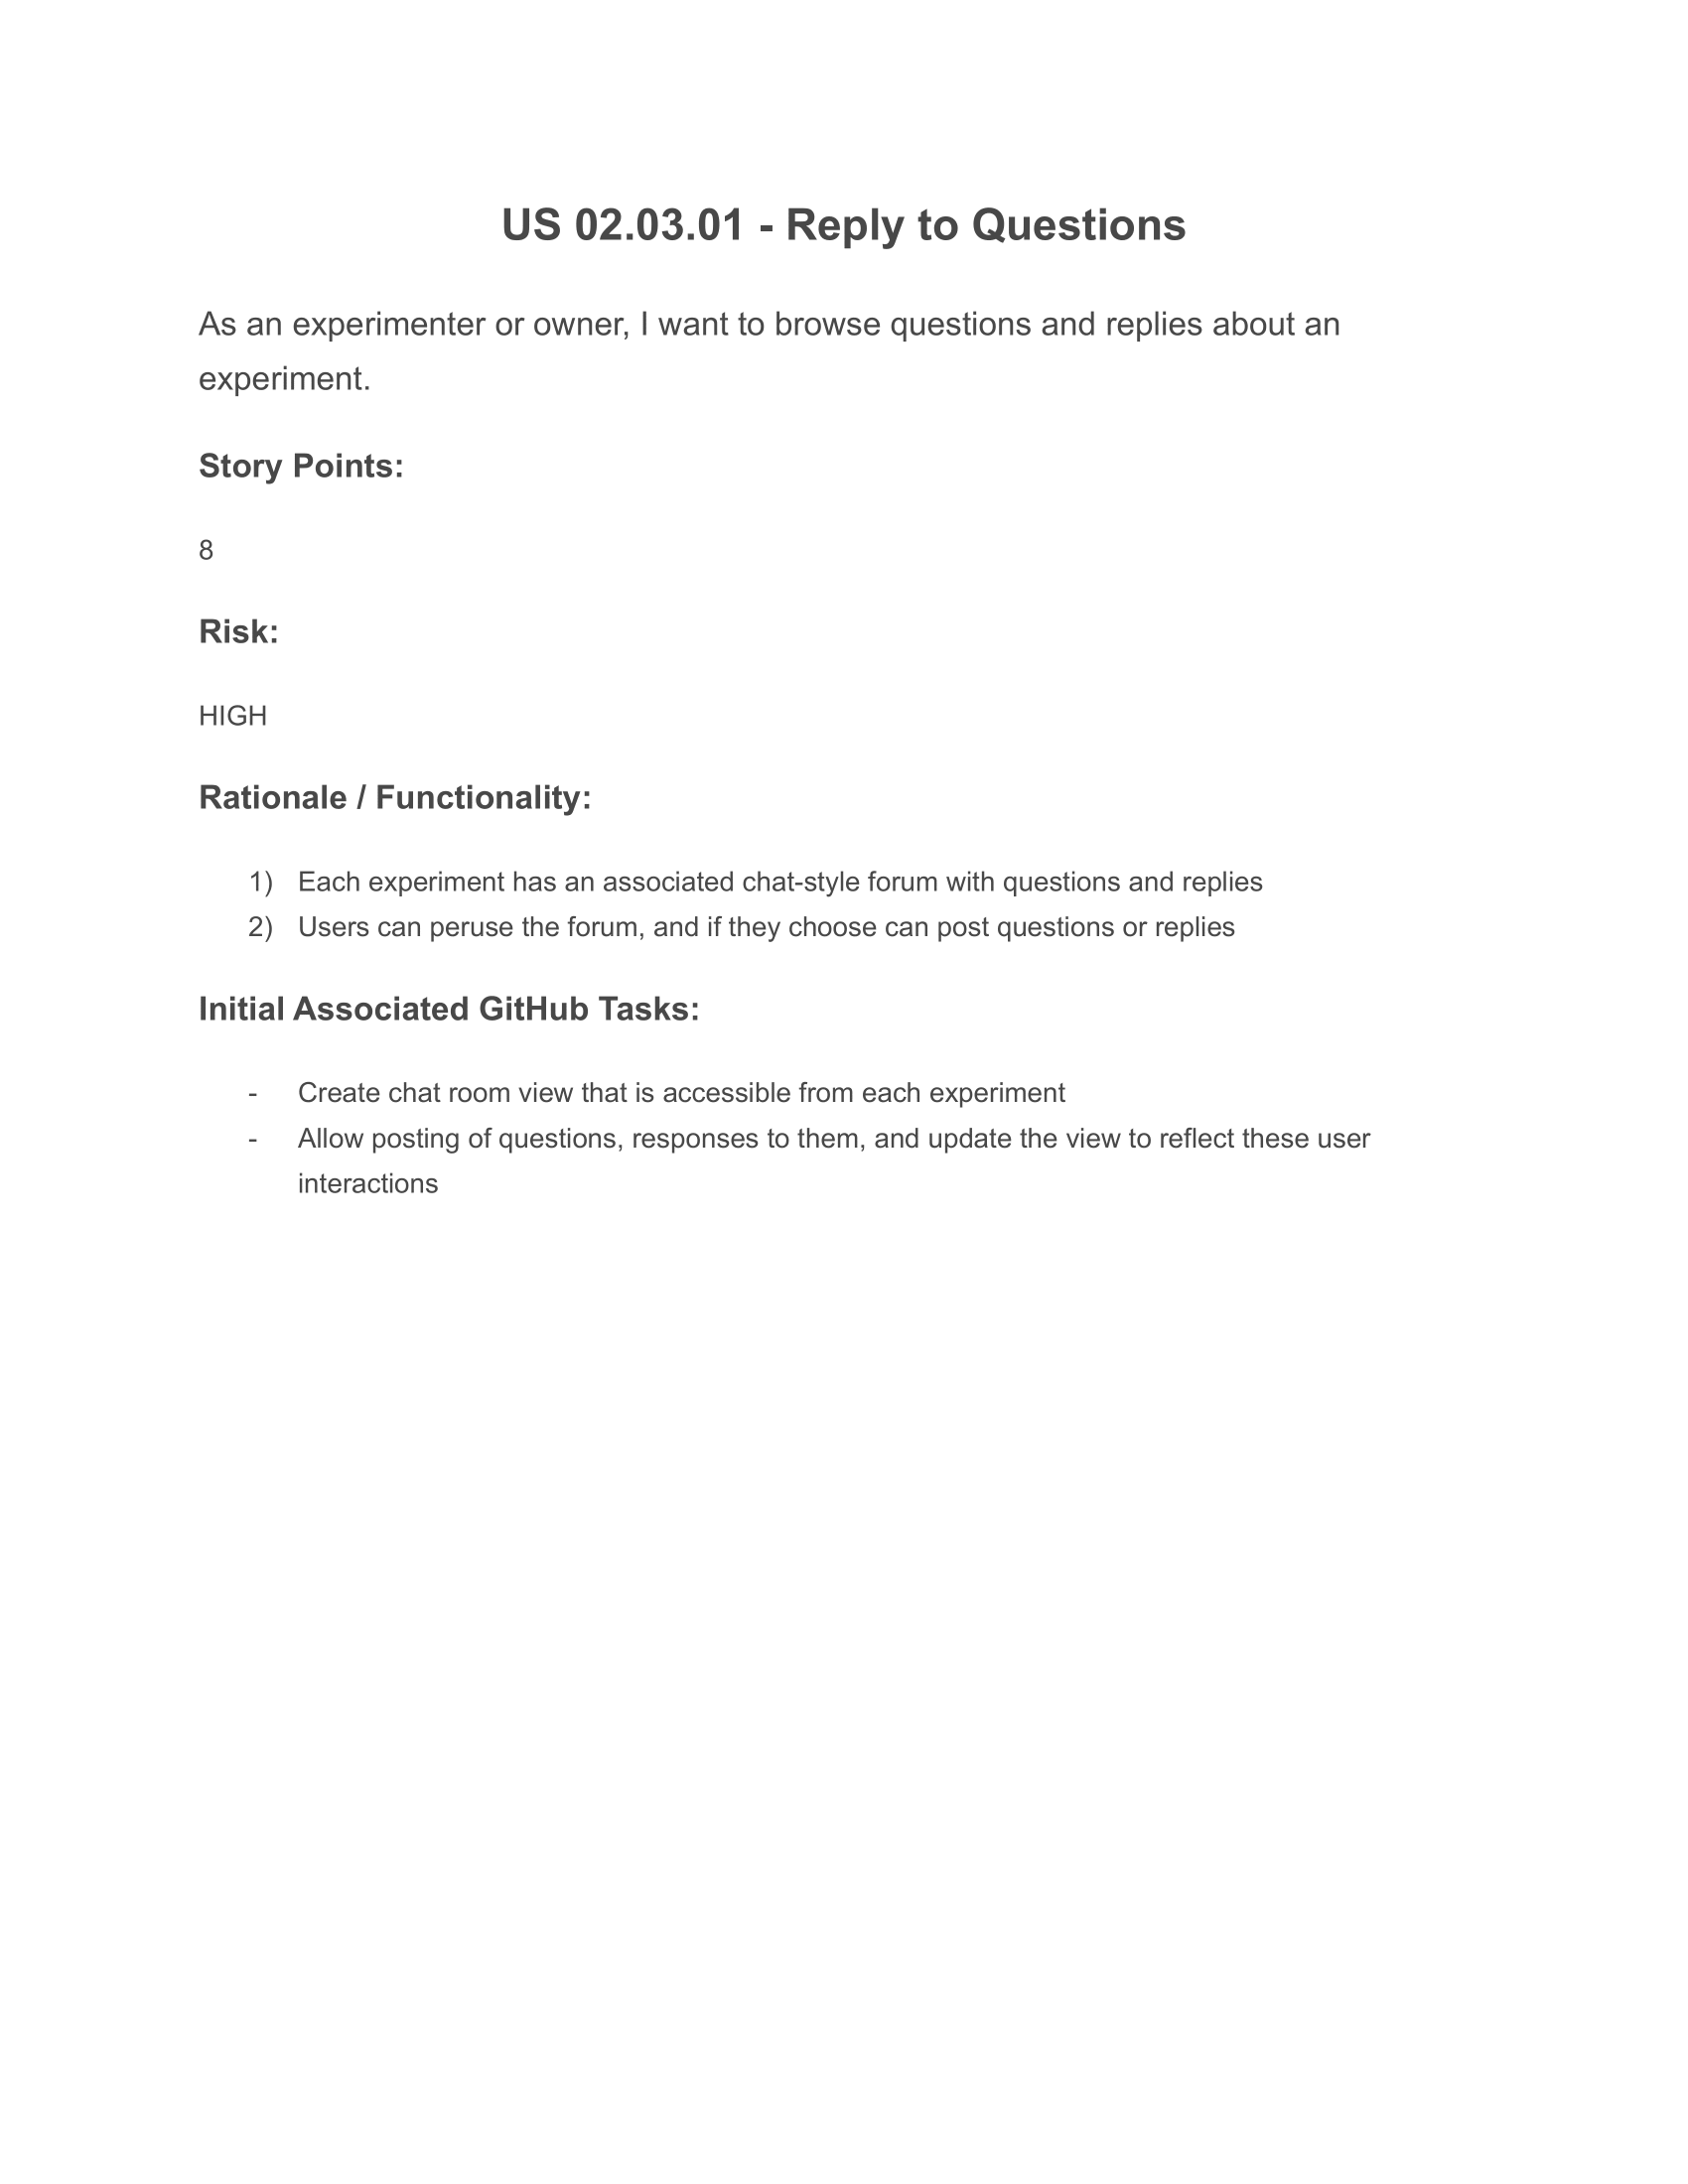 US 02.03.01 - Reply to Questions
As an experimenter or owner, I want to browse questions and replies about an
experiment.
Story Points:
8
Risk:
HIGH
Rationale / Functionality:
1) Each experiment has an associated chat-style forum with questions and replies
2) Users can peruse the forum, and if they choose can post questions or replies
Initial Associated GitHub Tasks:
- Create chat room view that is accessible from each experiment
- Allow posting of questions, responses to them, and update the view to reflect these user
interactions